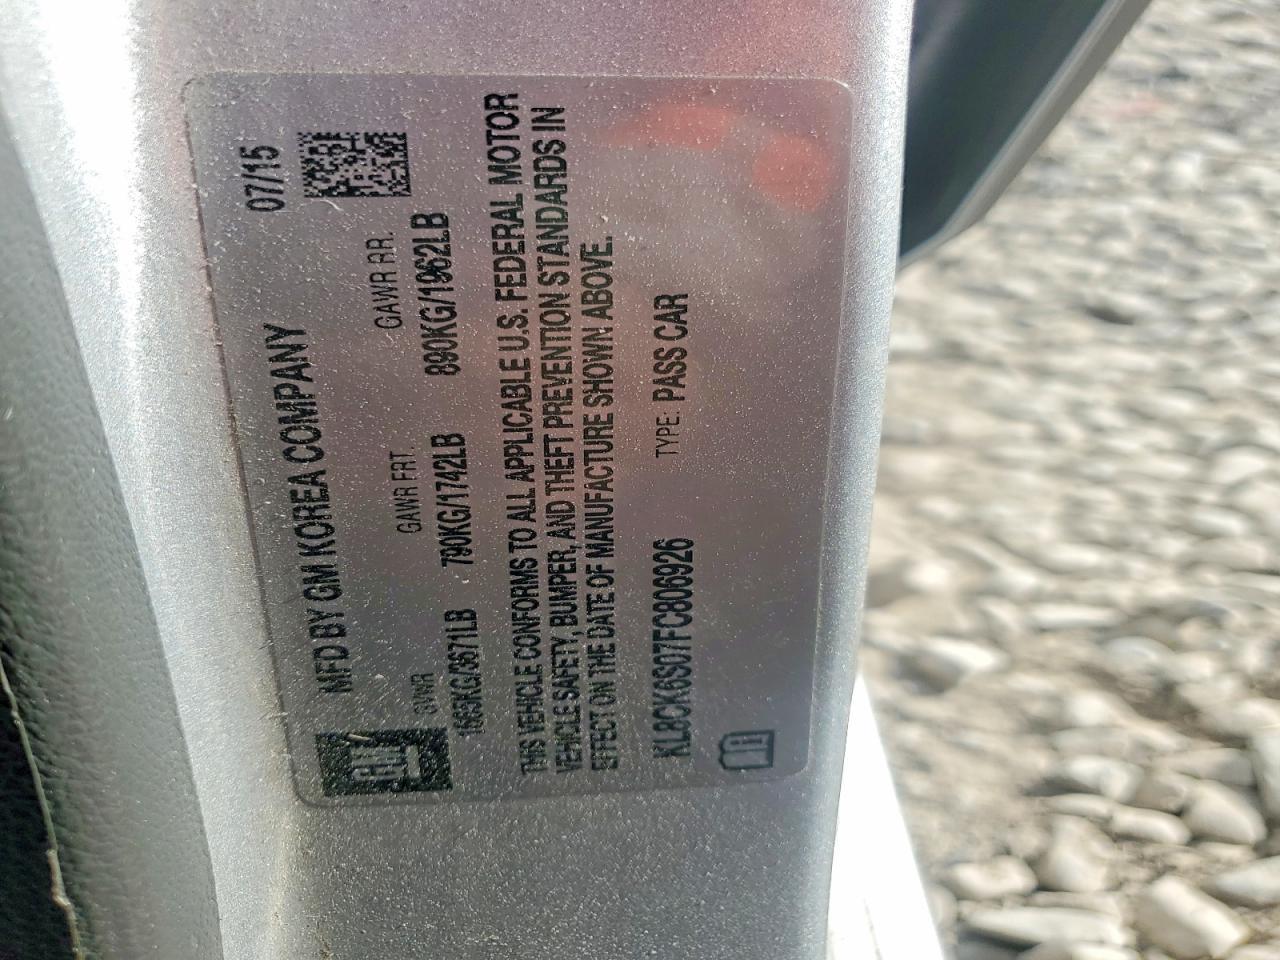 MFD BY GM KOREA COMPANY 07/15
GM
GVWR GAWR FRT. GAWR RR.
1665KG/3671LB 790KG/1742LB 890KG/1962LB
THIS VEHICLE CONFORMS TO ALL APPLICABLE U.S. FEDERAL MOTOR
VEHICLE SAFETY, BUMPER, AND THEFT PREVENTION STANDARDS IN
EFFECT ON THE DATE OF MANUFACTURE SHOWN ABOVE.
KL8CK6S07FC806926 TYPE: PASS CAR